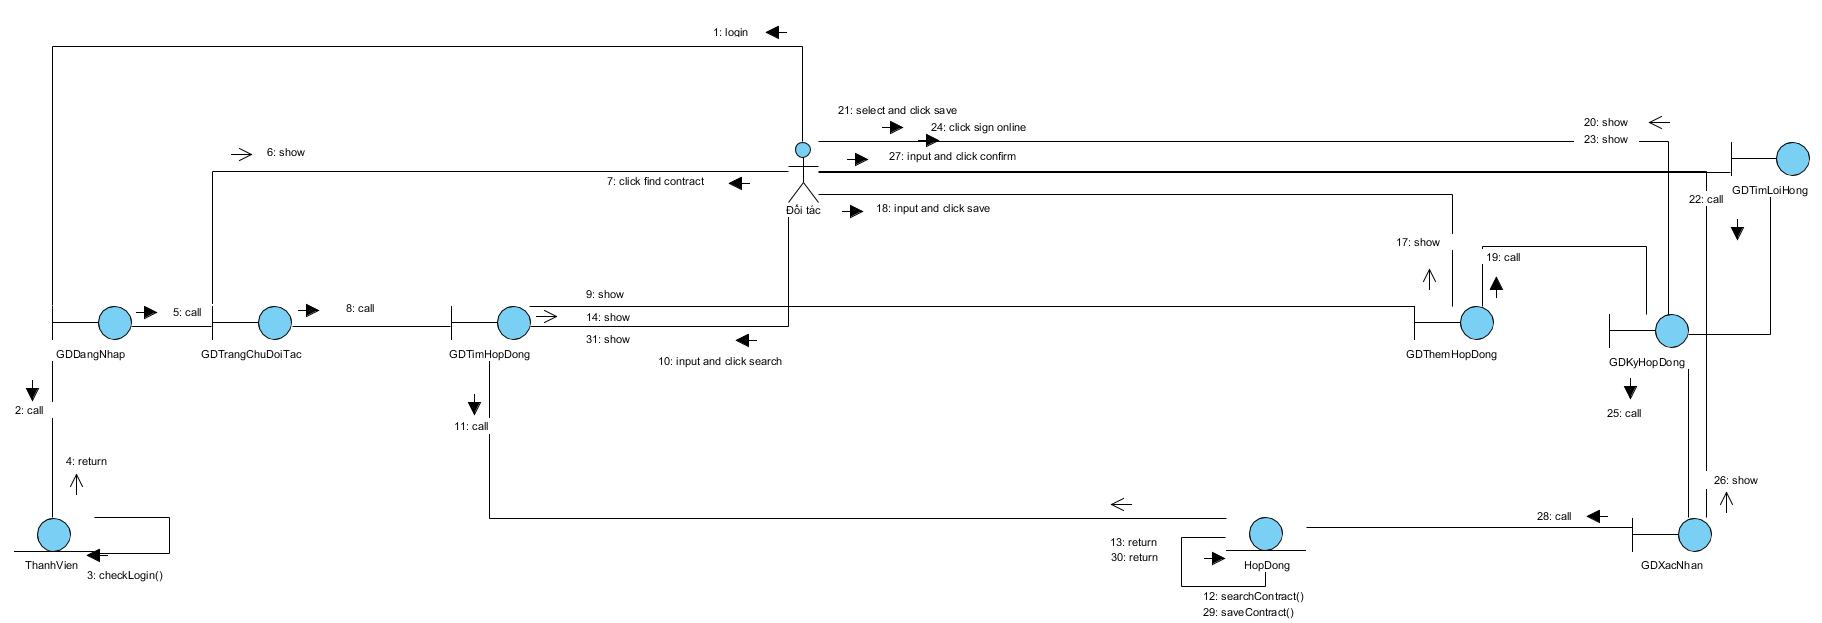 1: login
21: select and click save
24: click sign online
20: show
23: show
6: show
27: input and click confirm
7: click find contract
GDTimLoiHong
22: call
Đối tác
18: input and click save
17: show
19: call
9: show
5: call
8: call
14: show
31: show
GDDangNhap
GDTrangChuDoiTac
GDTimHopDong
GDThemHopDong
10: input and click search
GDKyHopDong
2: call
25: call
11: call
4: return
26: show
28: call
13: return
30: return
ThanhVien
HopDong
GDXacNhan
3: checkLogin()
12: searchContract()
29: saveContract()